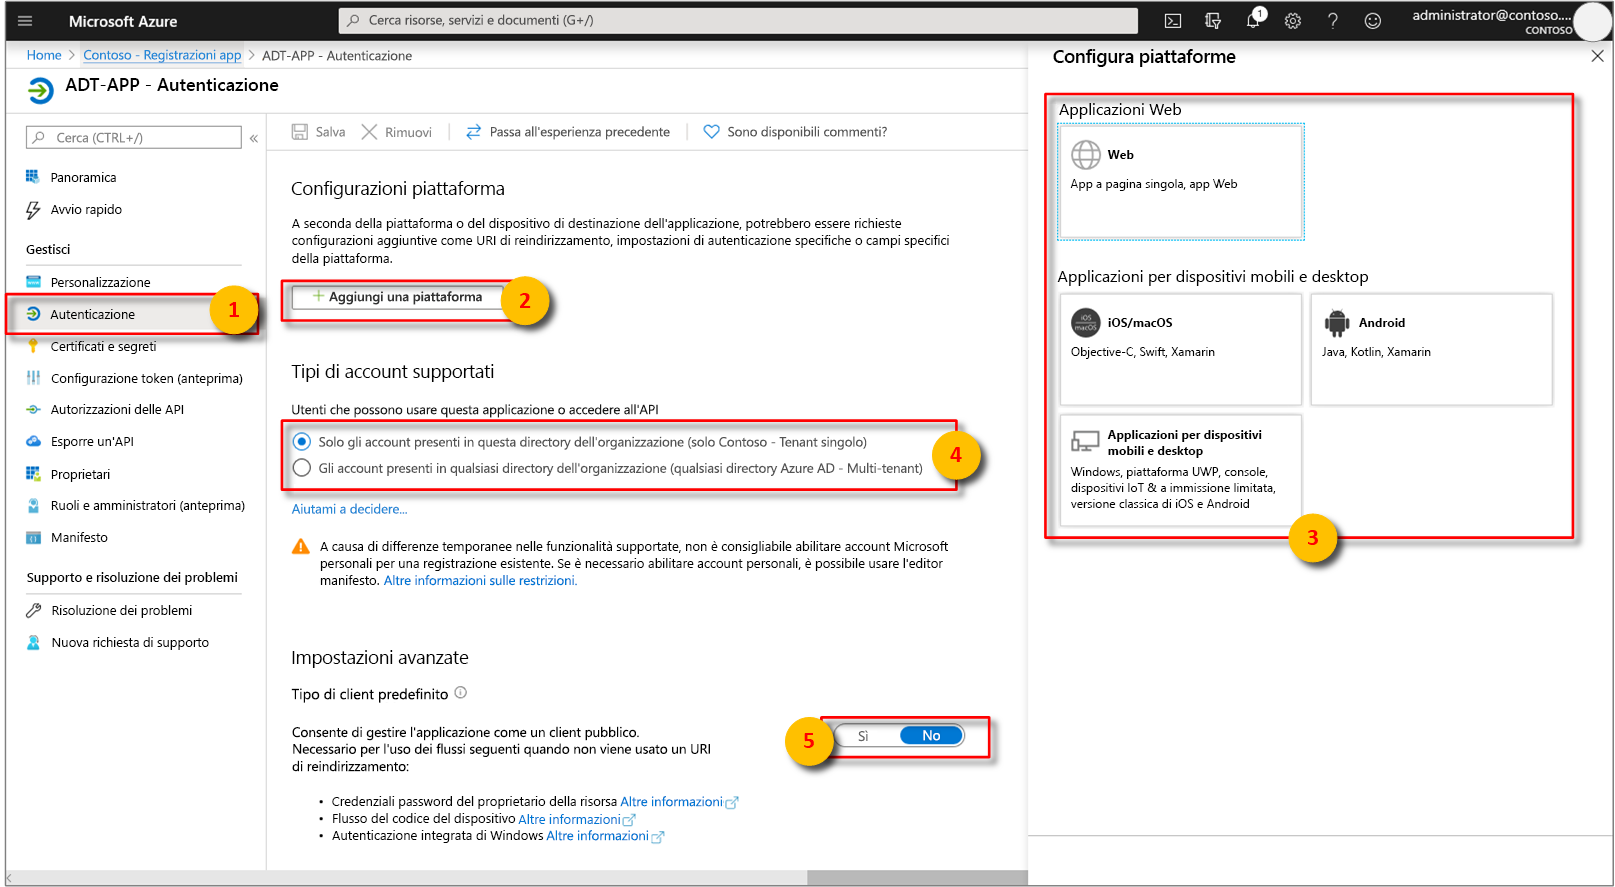 Microsoft Azure
Cerca risorse, servizi e documenti (G+/)
1
administrator@contoso....
CONTOSO
Home > Contoso - Registrazioni app > ADT-APP - Autenticazione
ADT-APP - Autenticazione
Cerca (CTRL+/)
«
Panoramica
Avvio rapido
Gestisci
Personalizzazione
Autenticazione
1
Certificati e segreti
Configurazione token (anteprima)
Autorizzazioni delle API
Esporre un'API
Proprietari
Ruoli e amministratori (anteprima)
Manifesto
Supporto e risoluzione dei problemi
Risoluzione dei problemi
Nuova richiesta di supporto
Salva
Rimuovi
Passa all'esperienza precedente
Sono disponibili commenti?
Configurazioni piattaforma
A seconda della piattaforma o del dispositivo di destinazione dell'applicazione, potrebbero essere richieste
configurazioni aggiuntive come URI di reindirizzamento, impostazioni di autenticazione specifiche o campi specifici
della piattaforma.
+ Aggiungi una piattaforma
2
Tipi di account supportati
Utenti che possono usare questa applicazione o accedere all'API
Solo gli account presenti in questa directory dell'organizzazione (solo Contoso - Tenant singolo)
Gli account presenti in qualsiasi directory dell'organizzazione (qualsiasi directory Azure AD - Multi-tenant)
4
Aiutami a decidere...
A causa di differenze temporanee nelle funzionalità supportate, non è consigliabile abilitare account Microsoft
personali per una registrazione esistente. Se è necessario abilitare account personali, è possibile usare l'editor
manifesto. Altre informazioni sulle restrizioni.
Impostazioni avanzate
Tipo di client predefinito
Consente di gestire l'applicazione come un client pubblico.
Necessario per l'uso dei flussi seguenti quando non viene usato un URI
di reindirizzamento:
5
Sì
No
• Credenziali password del proprietario della risorsa Altre informazioni
• Flusso del codice del dispositivo Altre informazioni
• Autenticazione integrata di Windows Altre informazioni
Configura piattaforme
Applicazioni Web
Web
App a pagina singola, app Web
Applicazioni per dispositivi mobili e desktop
iOS
macOS
iOS/macOS
Objective-C, Swift, Xamarin
Android
Java, Kotlin, Xamarin
Applicazioni per dispositivi
mobili e desktop
Windows, piattaforma UWP, console,
dispositivi IoT & a immissione limitata,
versione classica di iOS e Android
3